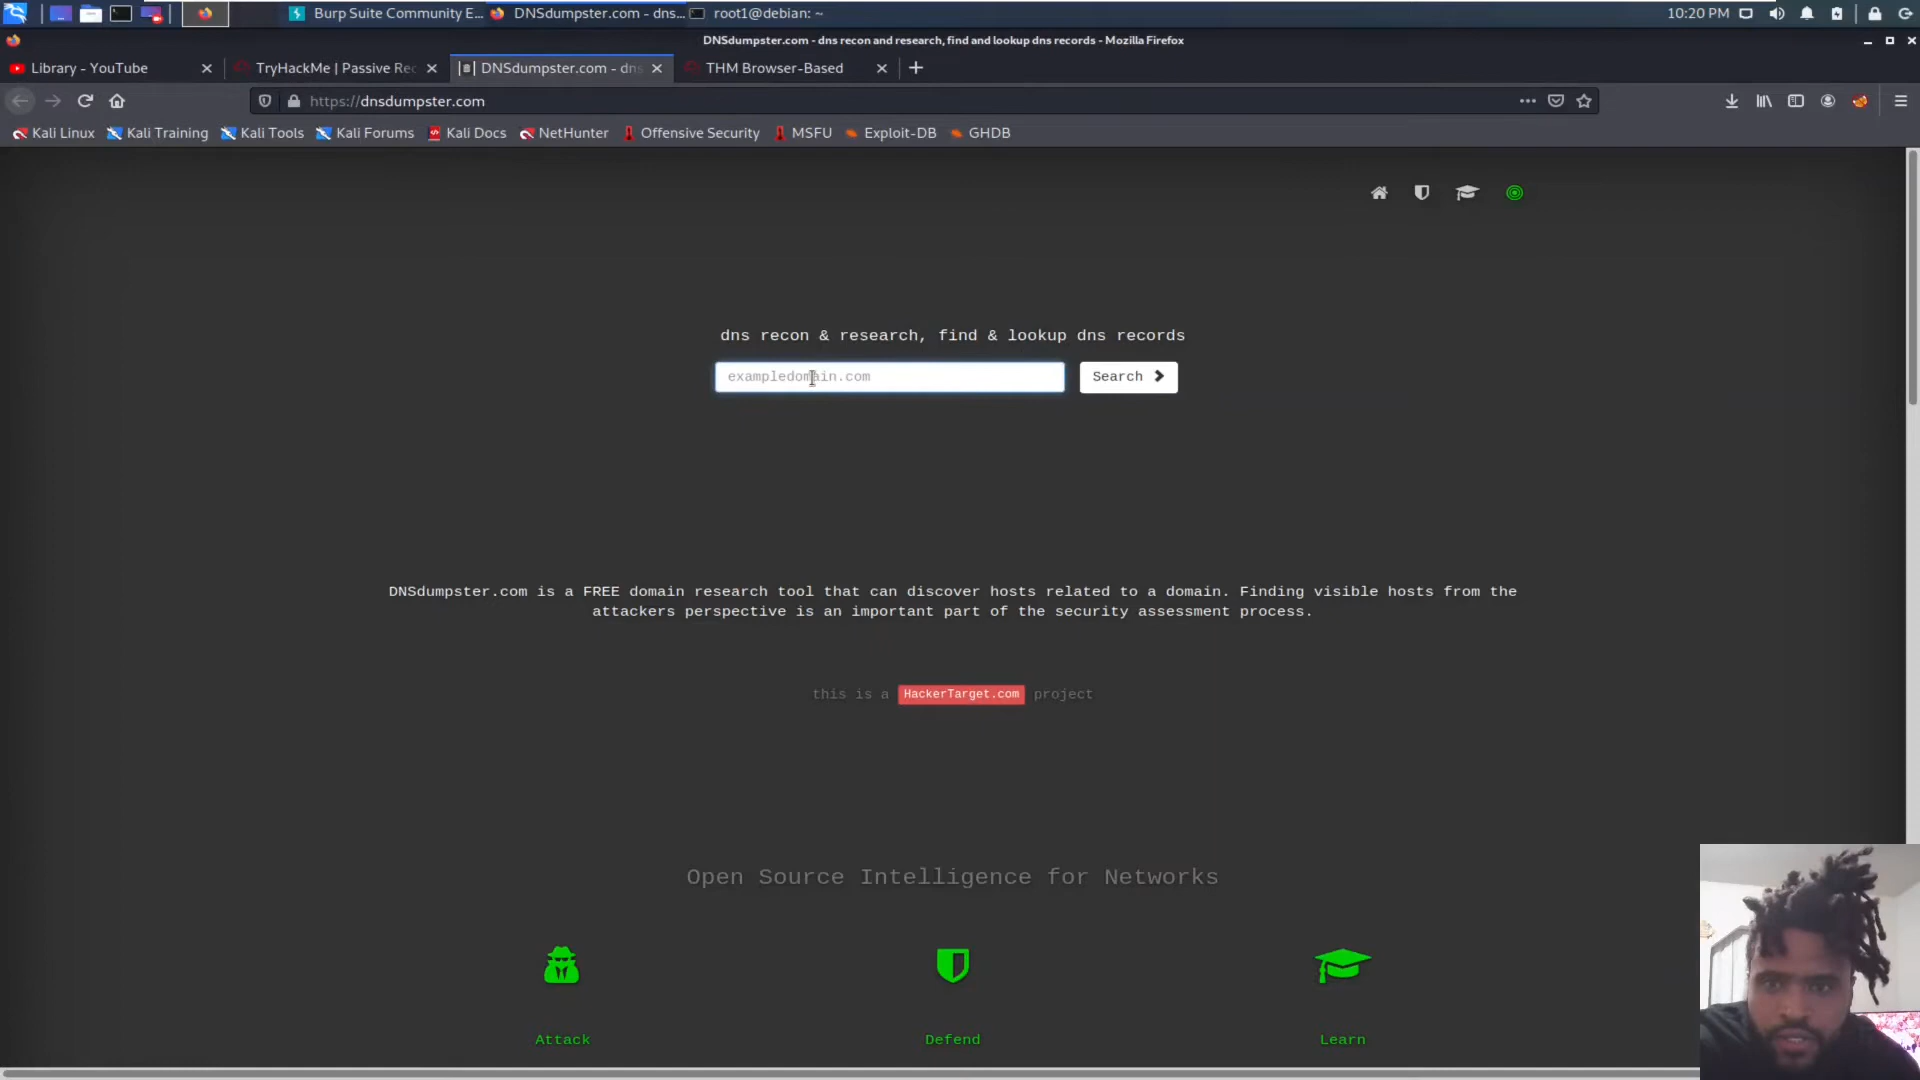 Burp Suite Community E...
DNSdumpster.com - dns...
root1@debian: ~
10:20 PM
DNSdumpster.com - dns recon and research, find and lookup dns records - Mozilla Firefox
Library - YouTube
TryHackMe | Passive Rec
DNSdumpster.com - dns
THM Browser-Based
https://dnsdumpster.com
Kali Linux
Kali Training
Kali Tools
Kali Forums
Kali Docs
NetHunter
Offensive Security
MSFU
Exploit-DB
GHDB
dns recon & research, find & lookup dns records
exampledomain.com
Search
DNSdumpster.com is a FREE domain research tool that can discover hosts related to a domain. Finding visible hosts from the
attackers perspective is an important part of the security assessment process.
this is a HackerTarget.com project
Open Source Intelligence for Networks
Attack
Defend
Learn